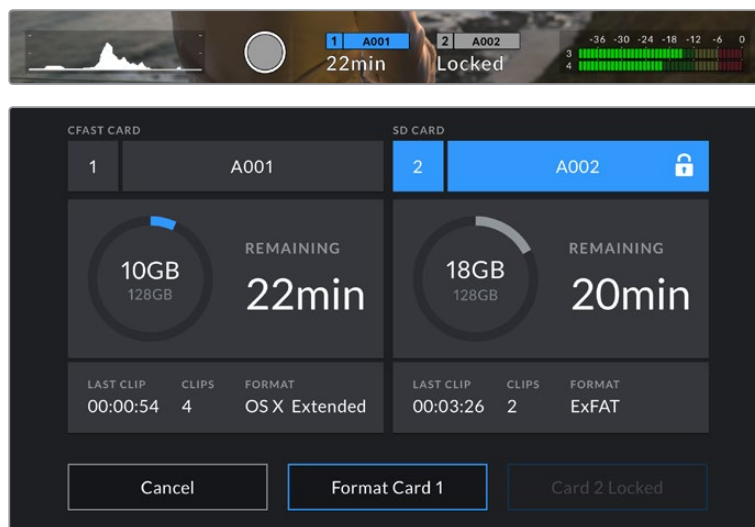 1 A001 2 A002 -36 -30 -24 -18 -12 -6 0
22min Locked 3
4
CFAST CARD SD CARD
1 A001 2 A002
10GB REMAINING 18GB REMAINING
128GB 22min 128GB 20min
LAST CLIP CLIPS FORMAT LAST CLIP CLIPS FORMAT
00:00:54 4 OS X Extended 00:03:26 2 ExFAT
Cancel Format Card 1 Card 2 Locked